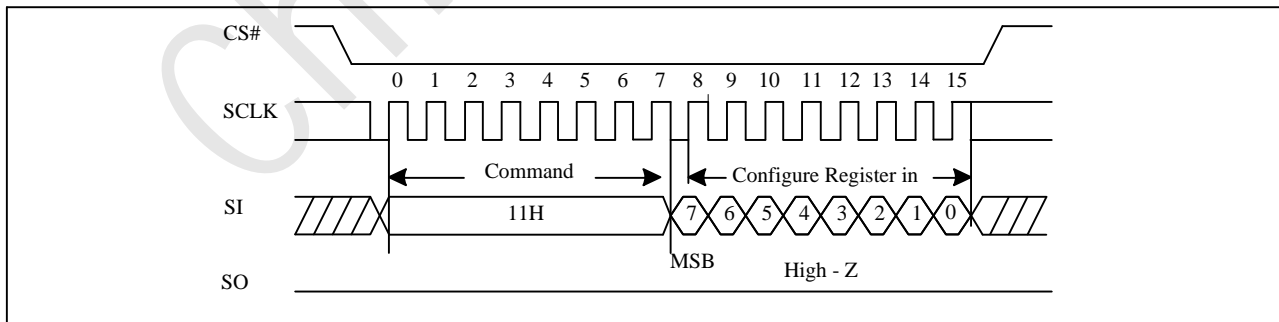 CS#
0 1 2 3 4 5 6 7 8 9 10 11 12 13 14 15
SCLK
Command Configure Register in
SI 11H 7 6 5 4 3 2 1 0
MSB High - Z
SO